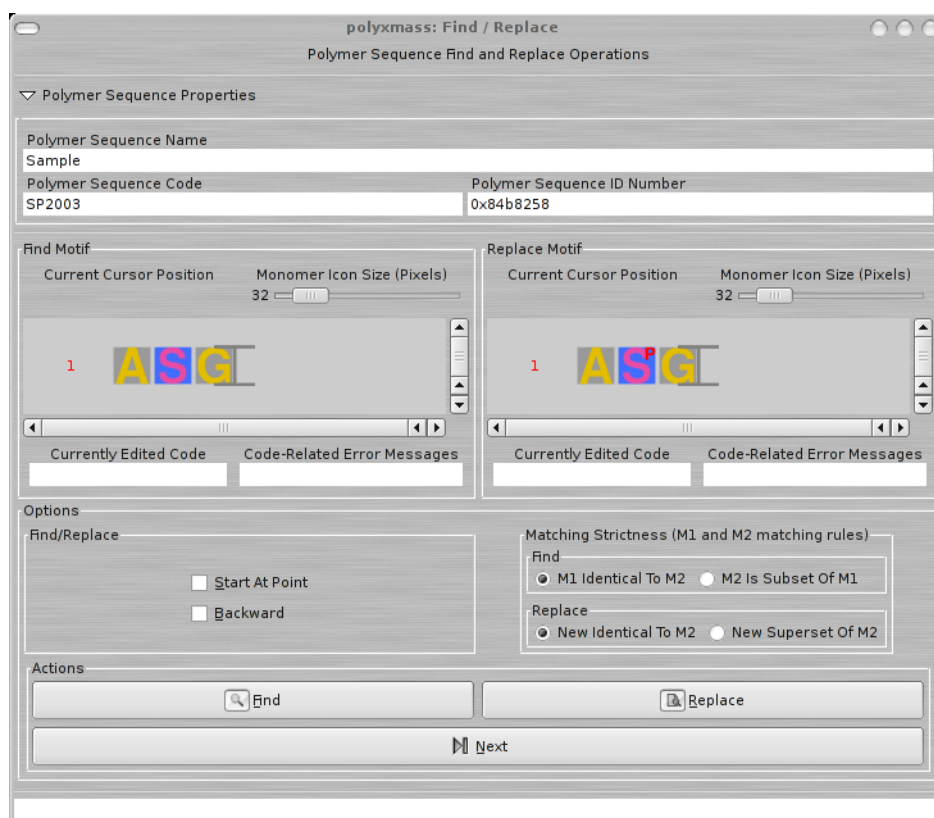 polyxmass: Find / Replace
Polymer Sequence Find and Replace Operations
Polymer Sequence Properties
Polymer Sequence Name
Sample
Polymer Sequence Code Polymer Sequence ID Number
SP2003 0x84b8258
Find Motif Replace Motif
Current Cursor Position Monomer Icon Size (Pixels) Current Cursor Position Monomer Icon Size (Pixels)
32 32
1 ASG 1 ASPG
Currently Edited Code Code-Related Error Messages Currently Edited Code Code-Related Error Messages
Options
Find/Replace Matching Strictness (M1 and M2 matching rules)
Find
M1 Identical To M2 M2 Is Subset Of M1
Start At Point
Backward
Replace
New Identical To M2 New Superset Of M2
Actions
Find Replace
Next